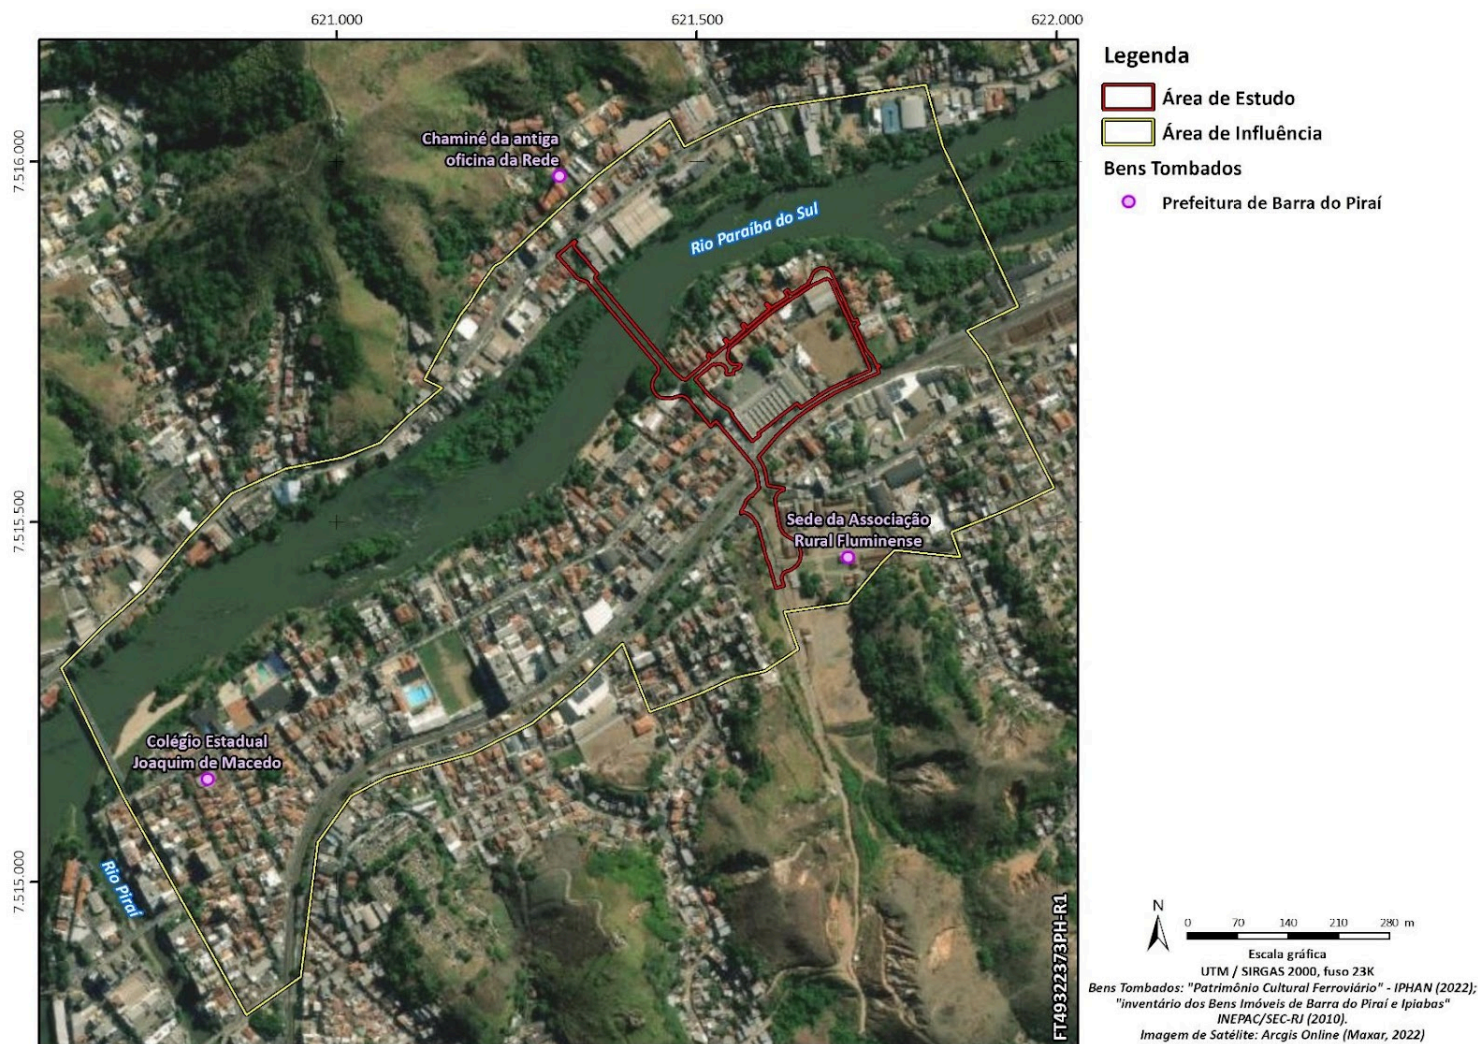 621.000
621.500
622.000
7.516.000
7.515.500
7.515.000
Chaminé da antiga
oficina da Rede
Rio Paraíba do Sul
Sede da Associação
Rural Fluminense
Colégio Estadual
Joaquim de Macedo
Rio Piraí
FT49322373PH-R1
Legenda
Área de Estudo
Área de Influência
Bens Tombados
Prefeitura de Barra do Piraí
N
0 70 140 210 280 m
Escala gráfica
UTM / SIRGAS 2000, fuso 23K
Bens Tombados: "Patrimônio Cultural Ferroviário" - IPHAN (2022);
"inventário dos Bens Imóveis de Barra do Piraí e Ipiabas"
INEPAC/SEC-RJ (2010).
Imagem de Satélite: Arcgis Online (Maxar, 2022)